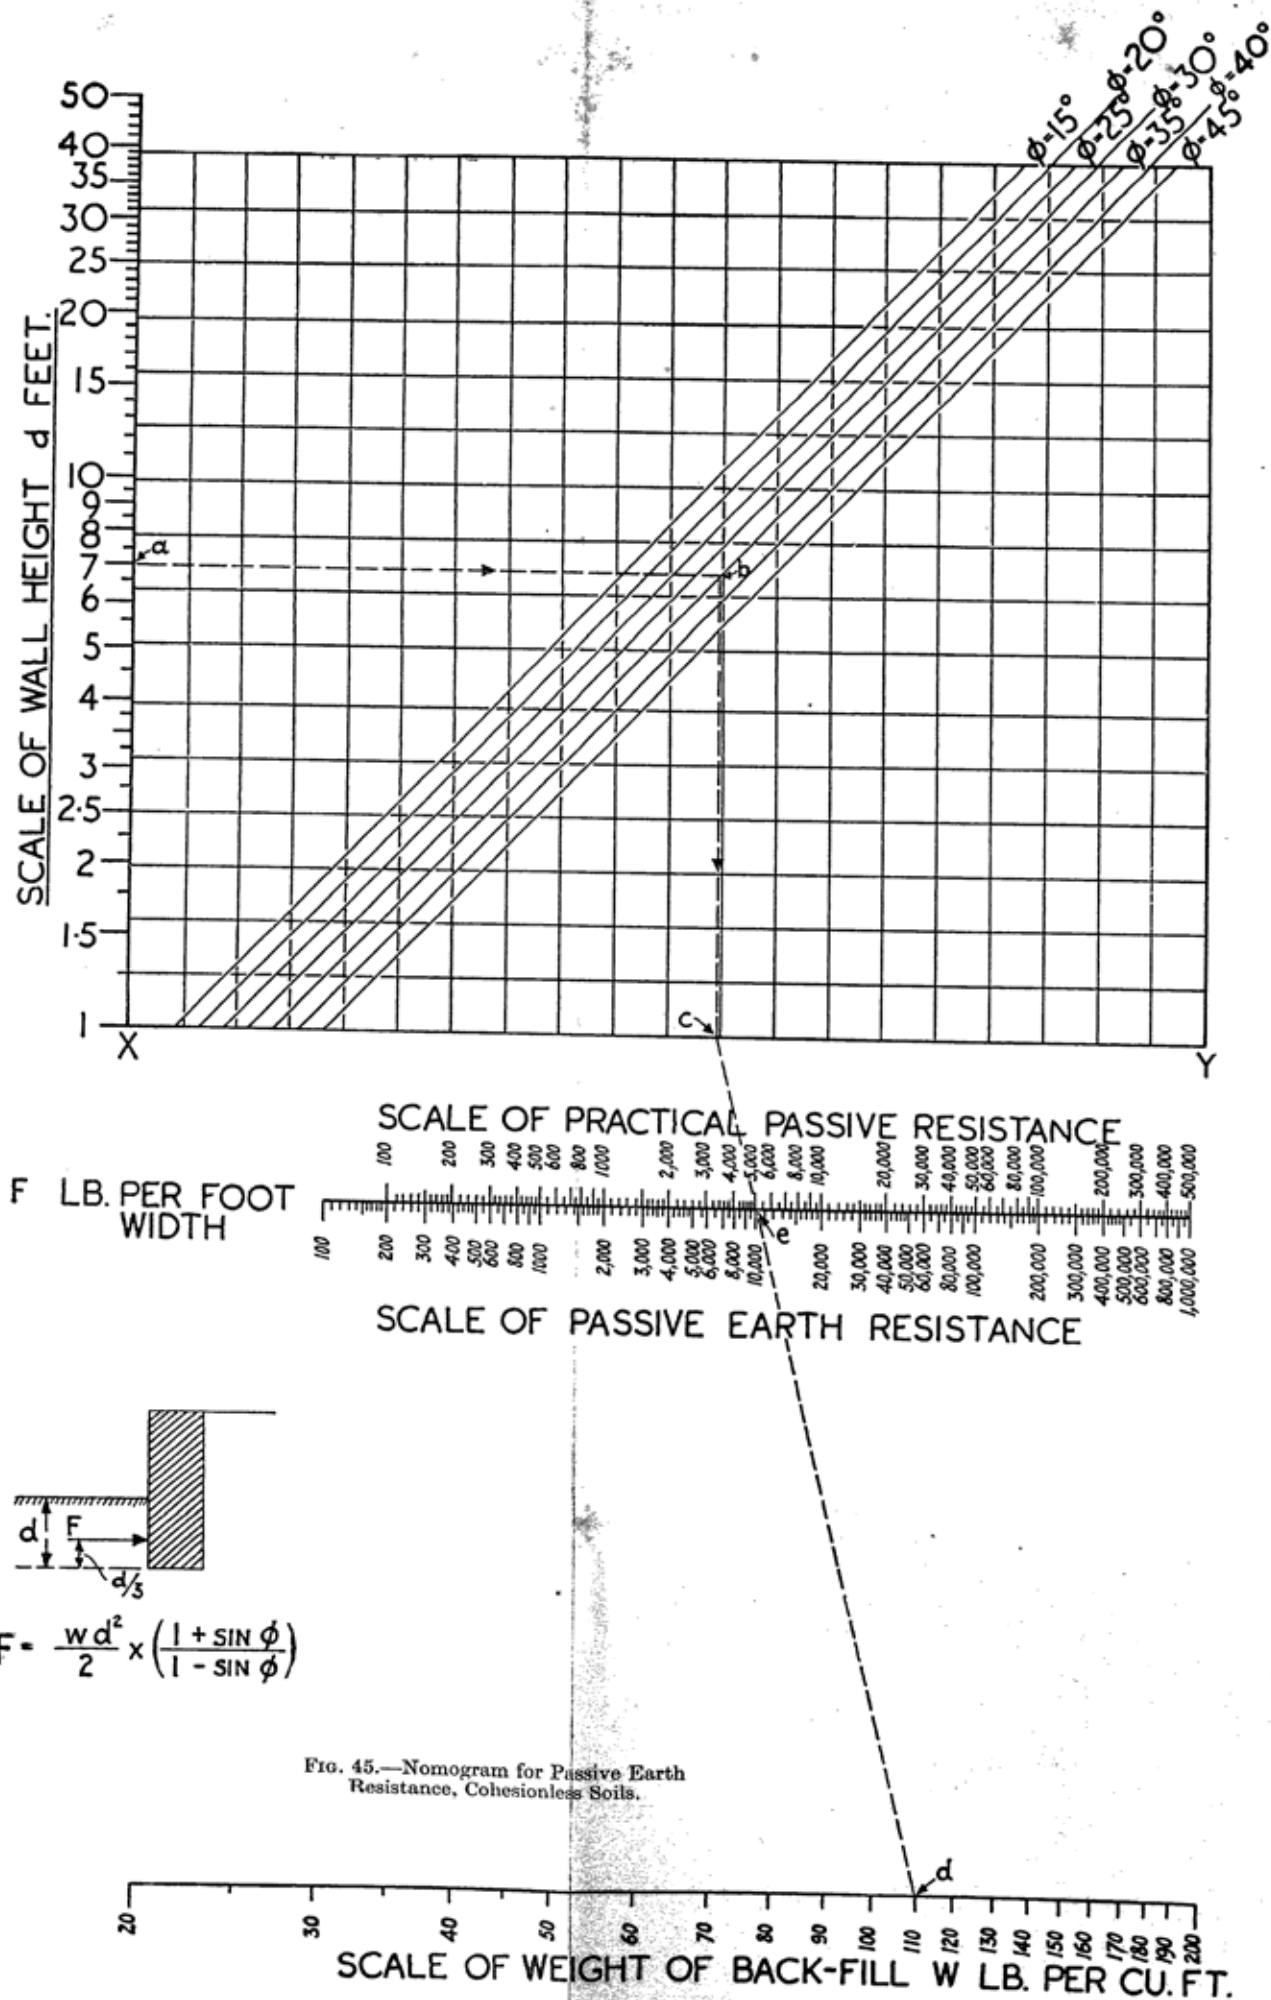 φ=15°
φ=20°
φ=25°
φ=30°
φ=35°
φ=40°
φ=45°
SCALE OF WALL HEIGHT d FEET.
50
40
35
30
25
20
15
10
9
8
7
6
5
4
3
2·5
2
1·5
1
a
b
c
X
Y
SCALE OF PRACTICAL PASSIVE RESISTANCE
100 200 300 400 500 600 800 1000 2,000 3,000 4,000 5,000 6,000 8,000 10,000 20,000 30,000 40,000 50,000 60,000 80,000 100,000 200,000 300,000 400,000 500,000
F LB. PER FOOT
WIDTH
e
100 200 300 400 500 600 800 1000 2,000 3,000 4,000 5,000 6,000 8,000 10,000 20,000 30,000 40,000 50,000 60,000 80,000 100,000 200,000 300,000 400,000 500,000 600,000 800,000 1,000,000
SCALE OF PASSIVE EARTH RESISTANCE
d
F
d/3
F = wd²/2 × (1 + SIN φ / 1 - SIN φ)
FIG. 45.—Nomogram for Passive Earth
Resistance, Cohesionless Soils.
d
20 30 40 50 60 70 80 90 100 110 120 130 140 150 160 170 180 190 200
SCALE OF WEIGHT OF BACK-FILL W LB. PER CU. FT.